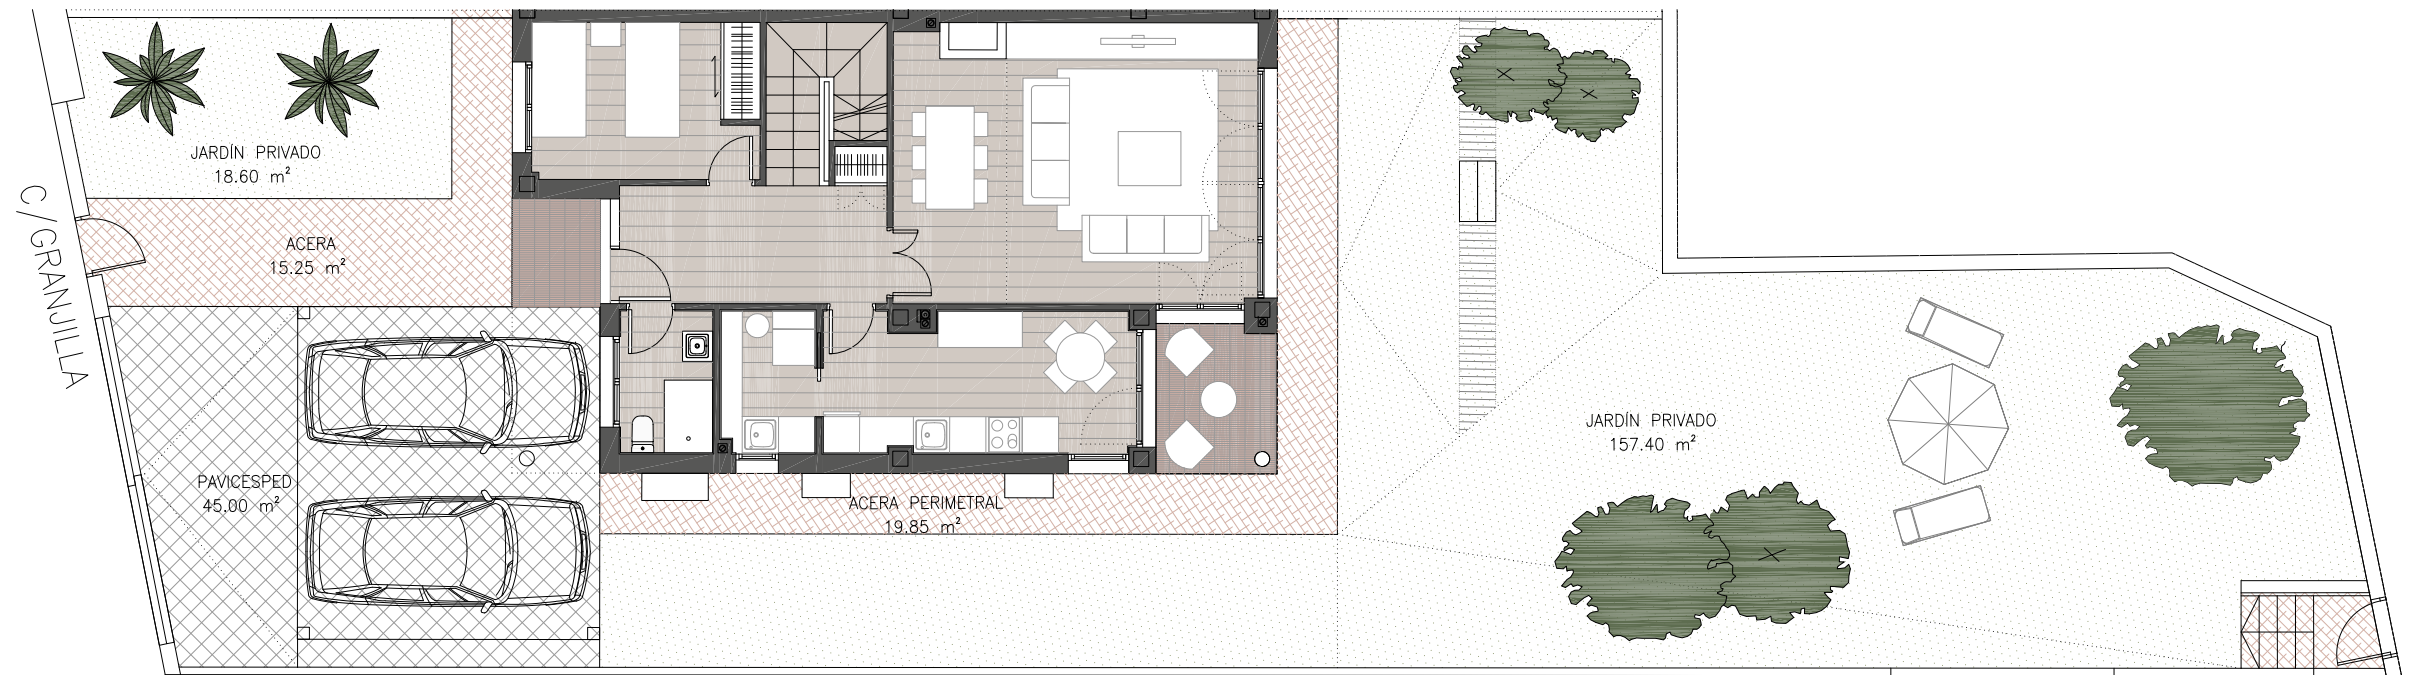 JARDÍN PRIVADO
18.60 m²
C/GRANJILLA
ACERA
15.25 m²
PAVICESPED
45.00 m²
ACERA PERIMETRAL
19.85 m²
JARDÍN PRIVADO
157.40 m²